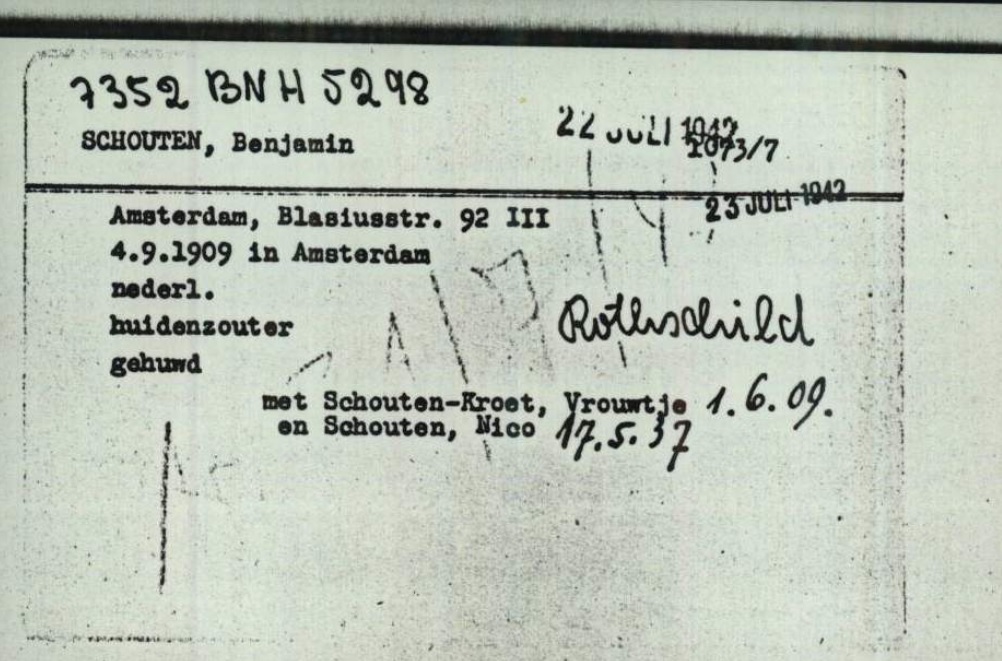 7352 BNH 5298
22 JULI 1942
SCHOUTEN, Benjamin
1073/7
23 JULI 1942
Amsterdam, Blasiusstr. 92 III
4.9.1909 in Amsterdam
nederl.
huidenzouter
Rothschild
gehuwd
met Schouten-Kroet, Vrouwtje 1.6.09.
en Schouten, Nico 17.5.37